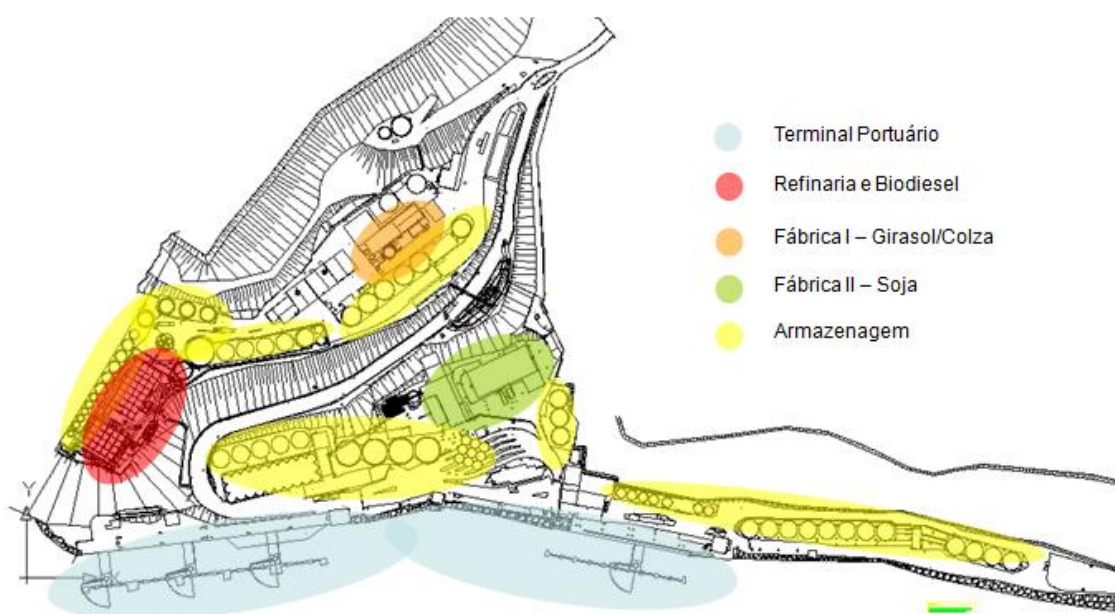 Terminal Portuário
Refinaria e Biodiesel
Fábrica I – Girasol/Colza
Fábrica II – Soja
Armazenagem
Y